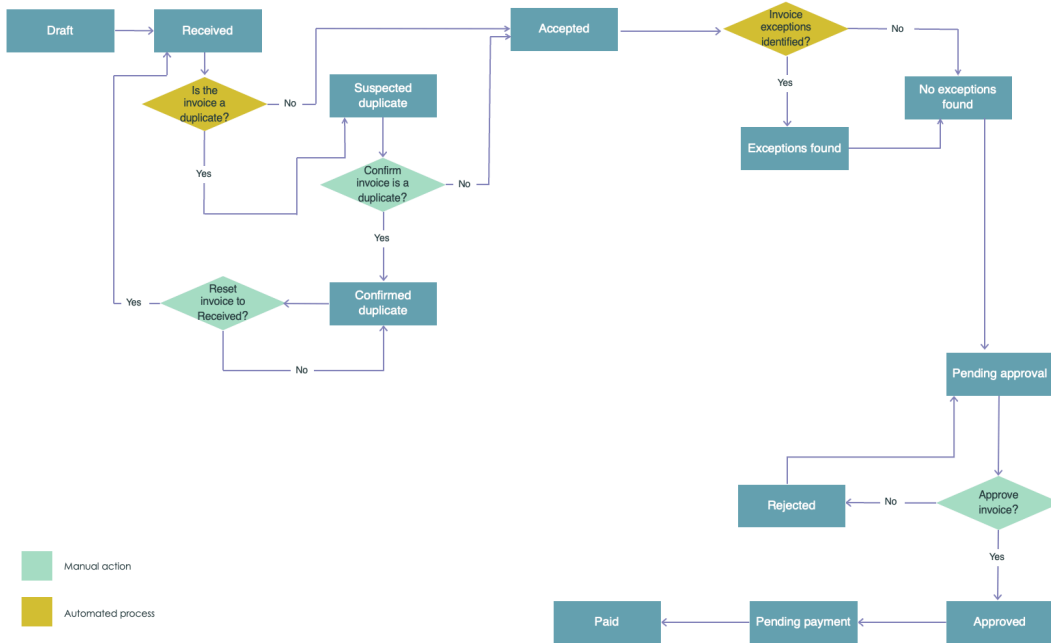 Draft
Received
Accepted
Invoice
exceptions
identified?
No
Is the
invoice a
duplicate?
No
Suspected
duplicate
Yes
No exceptions
found
Exceptions found
Yes
Confirm
invoice is a
duplicate?
No
Yes
Reset
invoice to
Received?
Yes
Confirmed
duplicate
No
Pending approval
Rejected
No
Approve
invoice?
Yes
Manual action
Automated process
Paid
Pending payment
Approved